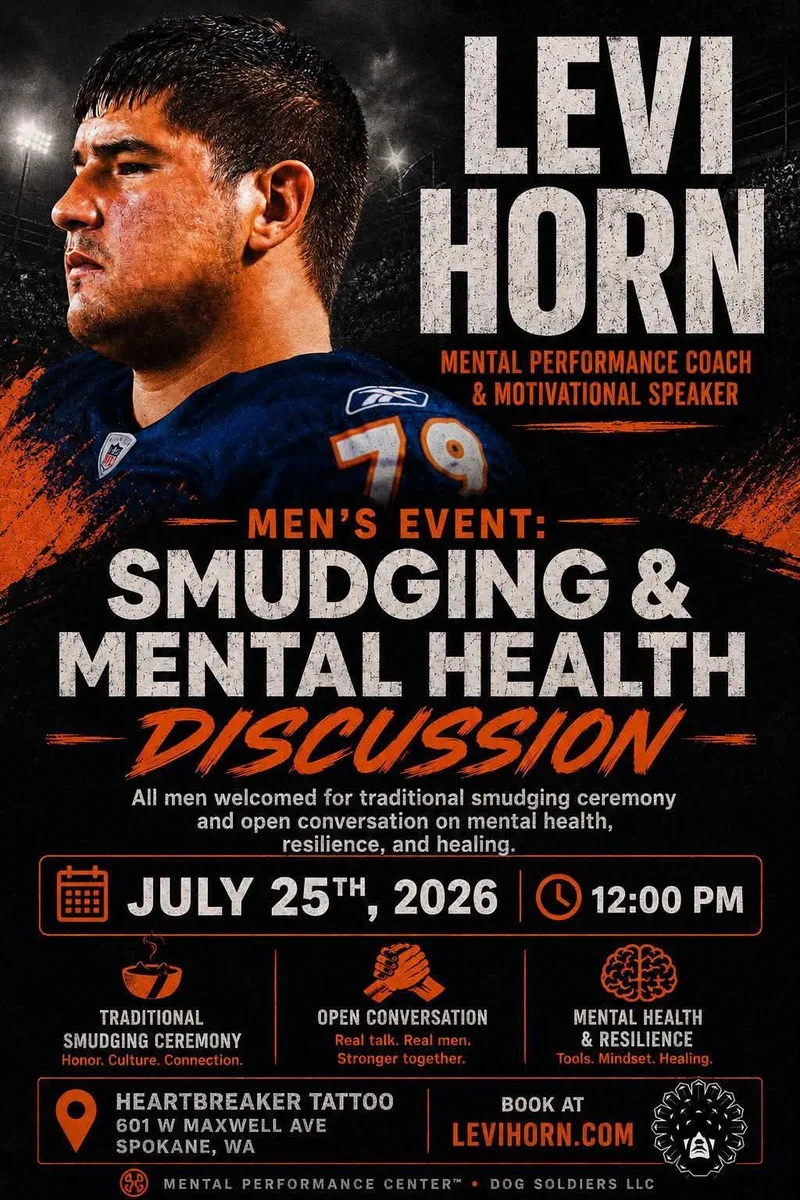 LEVI
HORN
MENTAL PERFORMANCE COACH
& MOTIVATIONAL SPEAKER
79
MEN'S EVENT:
SMUDGING &
MENTAL HEALTH
DISCUSSION
All men welcomed for traditional smudging ceremony
and open conversation on mental health,
resilience, and healing.
JULY 25TH, 2026
12:00 PM
TRADITIONAL
SMUDGING CEREMONY
Honor. Culture. Connection.
OPEN CONVERSATION
Real talk. Real men.
Stronger together.
MENTAL HEALTH
& RESILIENCE
Tools. Mindset. Healing.
HEARTBREAKER TATTOO
601 W MAXWELL AVE
SPOKANE, WA
BOOK AT
LEVIHORN.COM
MENTAL PERFORMANCE CENTER™ • DOG SOLDIERS LLC